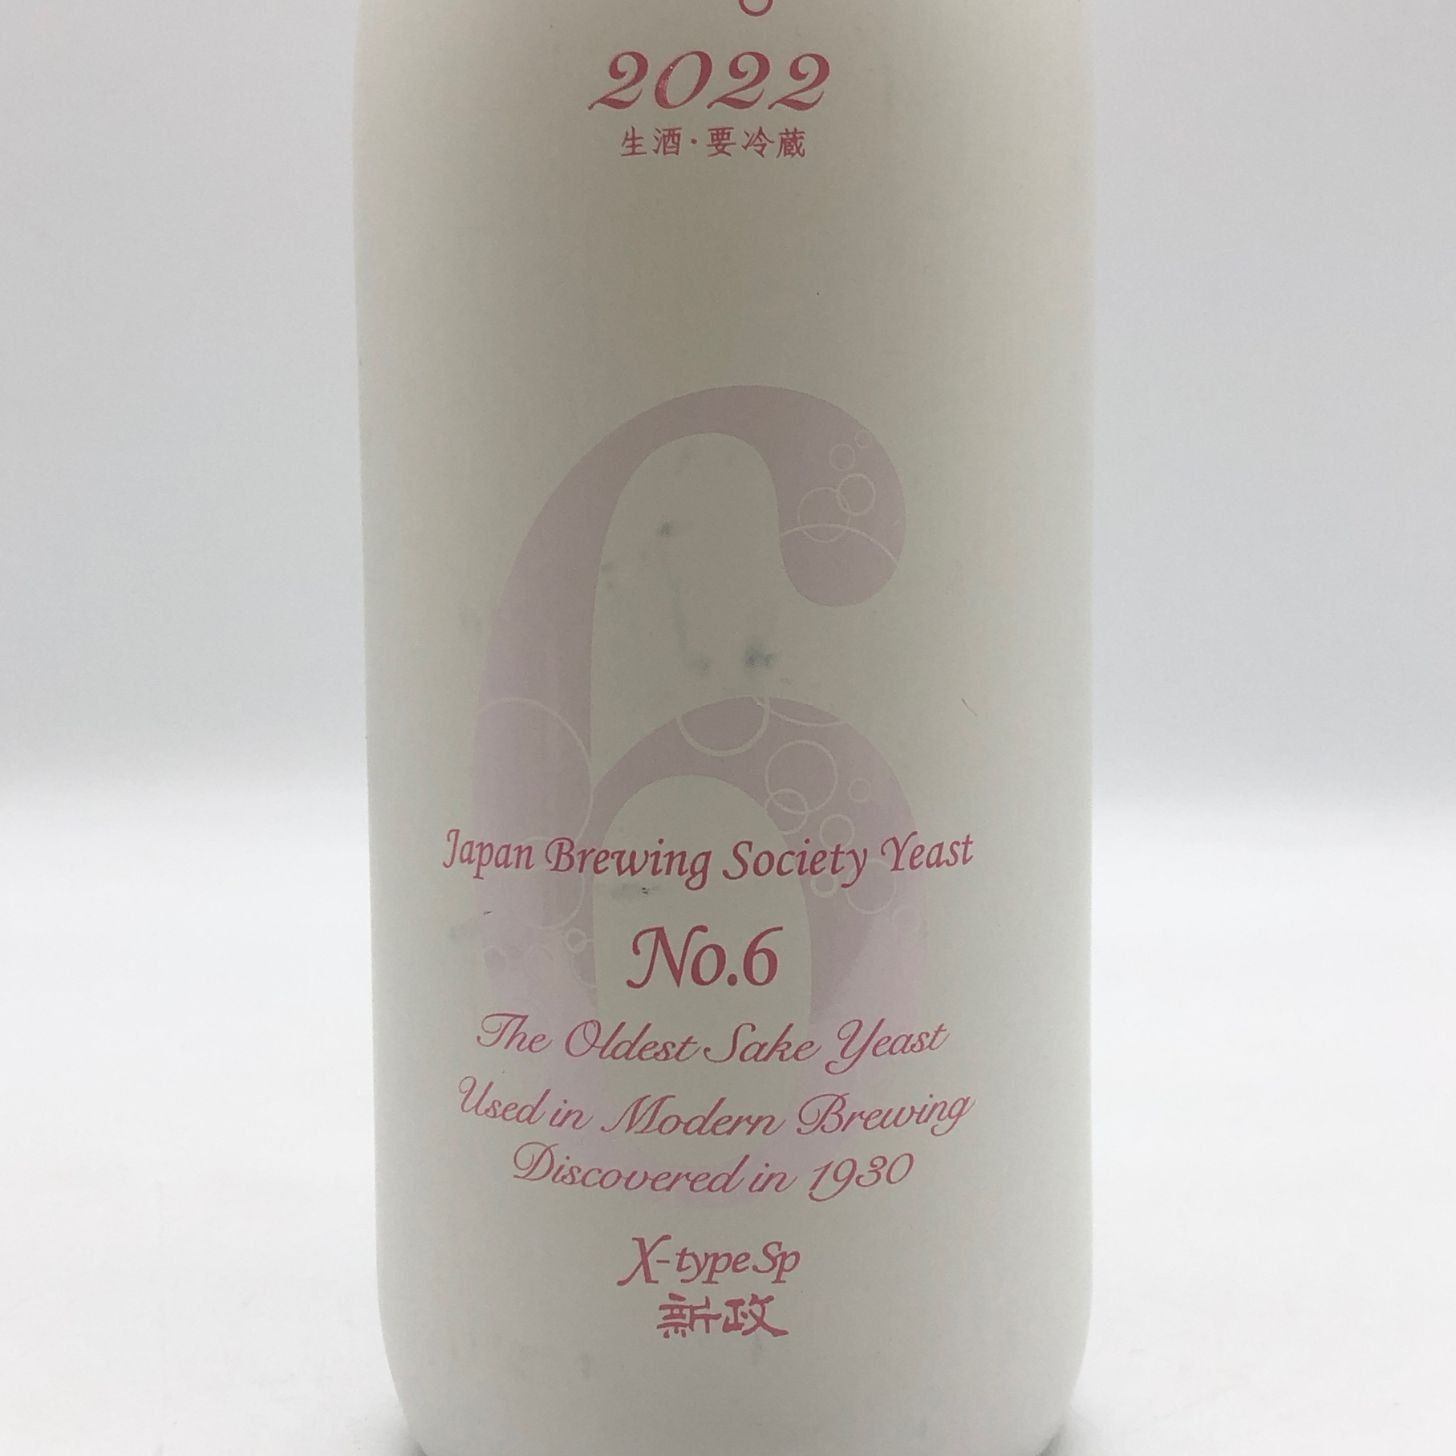 2022
生酒・要冷蔵
6
Japan Brewing Society Yeast
No.6
The Oldest Sake Yeast
Used in Modern Brewing
Discovered in 1930
X-type Sp
新政